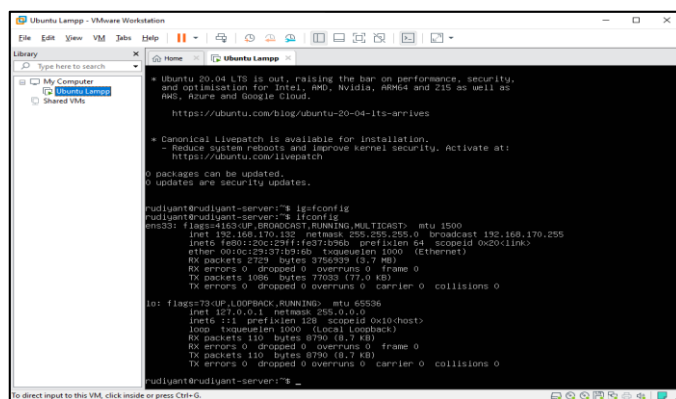 Ubuntu Lampp - VMware Workstation
File Edit View VM Tabs Help
Library
Type here to search
My Computer
Ubuntu Lampp
Shared VMs
Home
Ubuntu Lampp
* Ubuntu 20.04 LTS is out, raising the bar on performance, security,
and optimisation for Intel, AMD, Nvidia, ARM64 and Z15 as well as
AWS, Azure and Google Cloud.
https://ubuntu.com/blog/ubuntu-20-04-lts-arrives
* Canonical Livepatch is available for installation.
- Reduce system reboots and improve kernel security. Activate at:
https://ubuntu.com/livepatch
0 packages can be updated.
0 updates are security updates.
rudiyant@rudiyant-server:~$ ig=fconfig
rudiyant@rudiyant-server:~$ ifconfig
ens33: flags=4163<UP,BROADCAST,RUNNING,MULTICAST> mtu 1500
inet 192.168.170.132 netmask 255.255.255.0 broadcast 192.168.170.255
inet6 fe80::20c:29ff:fe37:b96b prefixlen 64 scopeid 0x20<link>
ether 00:0c:29:37:b9:6b txqueuelen 1000 (Ethernet)
RX packets 2729 bytes 3756939 (3.7 MB)
RX errors 0 dropped 0 overruns 0 frame 0
TX packets 1086 bytes 77033 (77.0 KB)
TX errors 0 dropped 0 overruns 0 carrier 0 collisions 0
lo: flags=73<UP,LOOPBACK,RUNNING> mtu 65536
inet 127.0.0.1 netmask 255.0.0.0
inet6 ::1 prefixlen 128 scopeid 0x10<host>
loop txqueuelen 1000 (Local Loopback)
RX packets 110 bytes 8790 (8.7 KB)
RX errors 0 dropped 0 overruns 0 frame 0
TX packets 110 bytes 8790 (8.7 KB)
TX errors 0 dropped 0 overruns 0 carrier 0 collisions 0
rudiyant@rudiyant-server:~$ _
To direct input to this VM, click inside or press Ctrl+G.